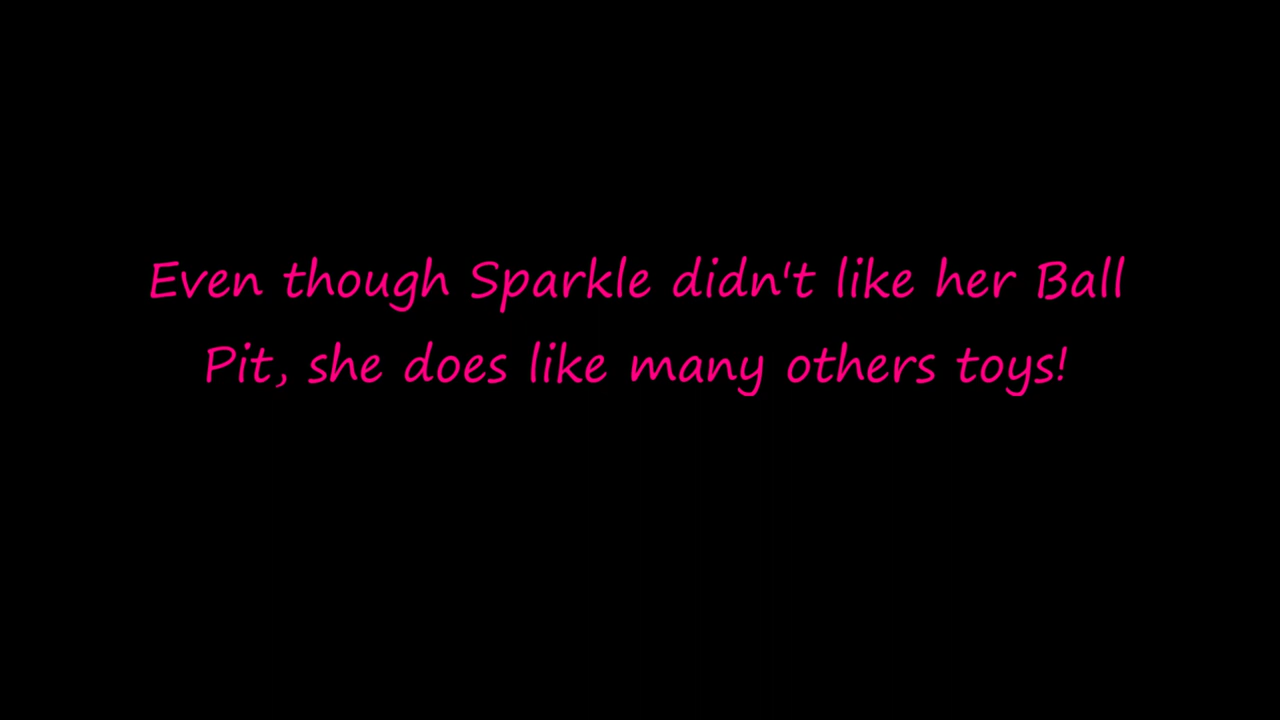 Even though Sparkle didn't like her Ball
Pit, she does like many others toys!